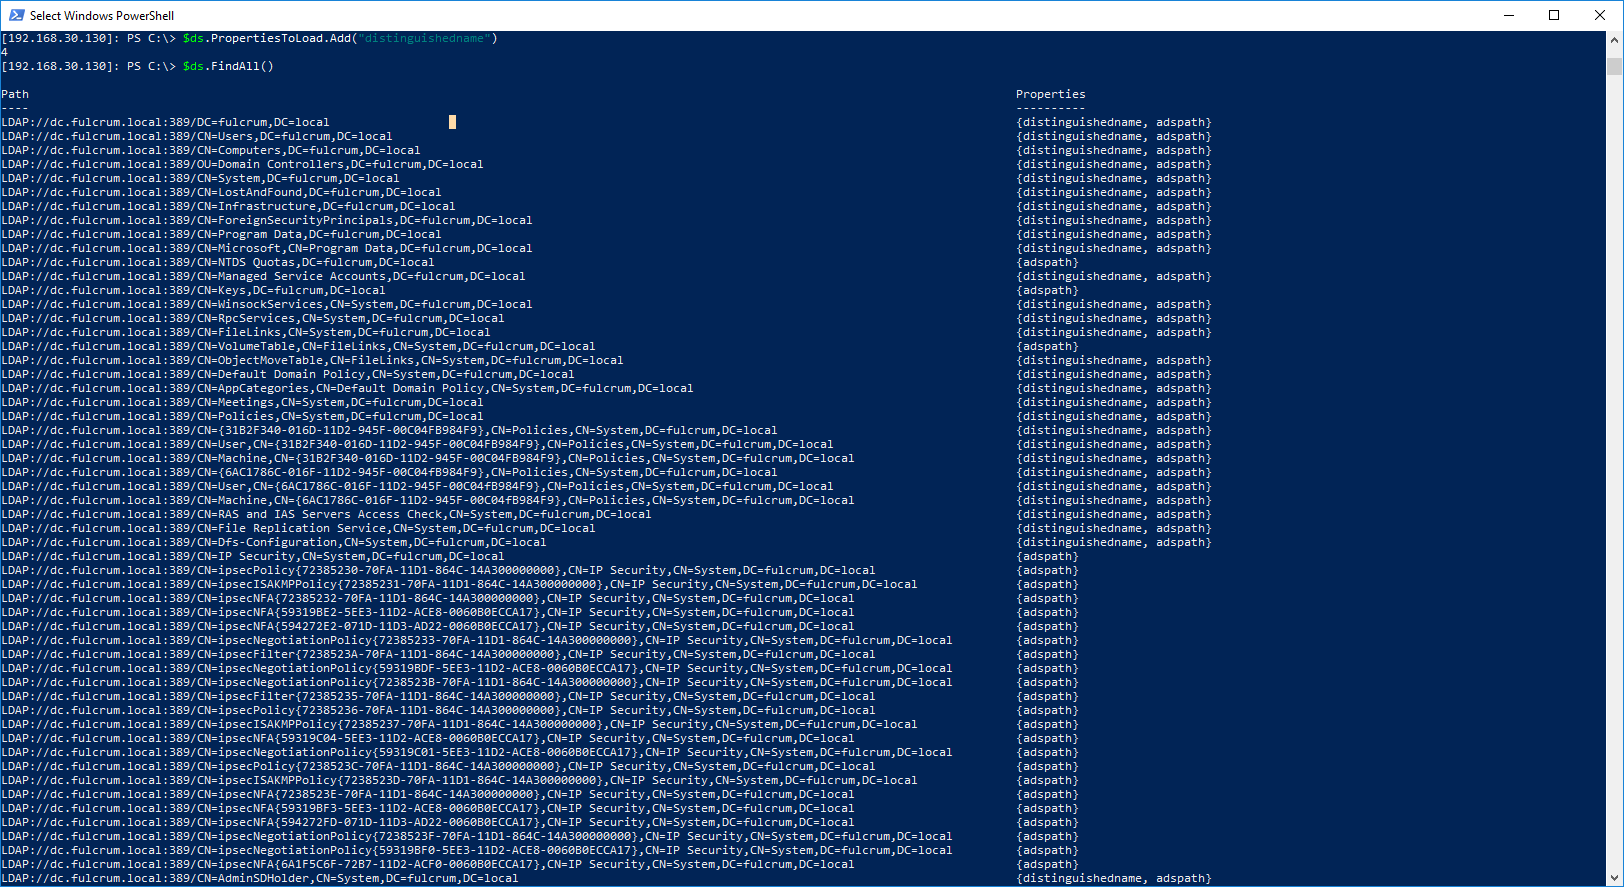 Select Windows PowerShell
[192.168.30.130]: PS C:\> $ds.PropertiesToLoad.Add("distinguishedname")
4
[192.168.30.130]: PS C:\> $ds.FindAll()
Path Properties
---- ----------
LDAP://dc.fulcrum.local:389/DC=fulcrum,DC=local {distinguishedname, adspath}
LDAP://dc.fulcrum.local:389/CN=Users,DC=fulcrum,DC=local {distinguishedname, adspath}
LDAP://dc.fulcrum.local:389/CN=Computers,DC=fulcrum,DC=local {distinguishedname, adspath}
LDAP://dc.fulcrum.local:389/OU=Domain Controllers,DC=fulcrum,DC=local {distinguishedname, adspath}
LDAP://dc.fulcrum.local:389/CN=System,DC=fulcrum,DC=local {distinguishedname, adspath}
LDAP://dc.fulcrum.local:389/CN=LostAndFound,DC=fulcrum,DC=local {distinguishedname, adspath}
LDAP://dc.fulcrum.local:389/CN=Infrastructure,DC=fulcrum,DC=local {distinguishedname, adspath}
LDAP://dc.fulcrum.local:389/CN=ForeignSecurityPrincipals,DC=fulcrum,DC=local {distinguishedname, adspath}
LDAP://dc.fulcrum.local:389/CN=Program Data,DC=fulcrum,DC=local {distinguishedname, adspath}
LDAP://dc.fulcrum.local:389/CN=Microsoft,CN=Program Data,DC=fulcrum,DC=local {distinguishedname, adspath}
LDAP://dc.fulcrum.local:389/CN=NTDS Quotas,DC=fulcrum,DC=local {adspath}
LDAP://dc.fulcrum.local:389/CN=Managed Service Accounts,DC=fulcrum,DC=local {distinguishedname, adspath}
LDAP://dc.fulcrum.local:389/CN=Keys,DC=fulcrum,DC=local {adspath}
LDAP://dc.fulcrum.local:389/CN=WinsockServices,CN=System,DC=fulcrum,DC=local {distinguishedname, adspath}
LDAP://dc.fulcrum.local:389/CN=RpcServices,CN=System,DC=fulcrum,DC=local {distinguishedname, adspath}
LDAP://dc.fulcrum.local:389/CN=FileLinks,CN=System,DC=fulcrum,DC=local {distinguishedname, adspath}
LDAP://dc.fulcrum.local:389/CN=VolumeTable,CN=FileLinks,CN=System,DC=fulcrum,DC=local {adspath}
LDAP://dc.fulcrum.local:389/CN=ObjectMoveTable,CN=FileLinks,CN=System,DC=fulcrum,DC=local {distinguishedname, adspath}
LDAP://dc.fulcrum.local:389/CN=Default Domain Policy,CN=System,DC=fulcrum,DC=local {distinguishedname, adspath}
LDAP://dc.fulcrum.local:389/CN=AppCategories,CN=Default Domain Policy,CN=System,DC=fulcrum,DC=local {distinguishedname, adspath}
LDAP://dc.fulcrum.local:389/CN=Meetings,CN=System,DC=fulcrum,DC=local {distinguishedname, adspath}
LDAP://dc.fulcrum.local:389/CN=Policies,CN=System,DC=fulcrum,DC=local {distinguishedname, adspath}
LDAP://dc.fulcrum.local:389/CN={31B2F340-016D-11D2-945F-00C04FB984F9},CN=Policies,CN=System,DC=fulcrum,DC=local {distinguishedname, adspath}
LDAP://dc.fulcrum.local:389/CN=User,CN={31B2F340-016D-11D2-945F-00C04FB984F9},CN=Policies,CN=System,DC=fulcrum,DC=local {distinguishedname, adspath}
LDAP://dc.fulcrum.local:389/CN=Machine,CN={31B2F340-016D-11D2-945F-00C04FB984F9},CN=Policies,CN=System,DC=fulcrum,DC=local {distinguishedname, adspath}
LDAP://dc.fulcrum.local:389/CN={6AC1786C-016F-11D2-945F-00C04fB984F9},CN=Policies,CN=System,DC=fulcrum,DC=local {distinguishedname, adspath}
LDAP://dc.fulcrum.local:389/CN=User,CN={6AC1786C-016F-11D2-945F-00C04fB984F9},CN=Policies,CN=System,DC=fulcrum,DC=local {distinguishedname, adspath}
LDAP://dc.fulcrum.local:389/CN=Machine,CN={6AC1786C-016F-11D2-945F-00C04fB984F9},CN=Policies,CN=System,DC=fulcrum,DC=local {distinguishedname, adspath}
LDAP://dc.fulcrum.local:389/CN=RAS and IAS Servers Access Check,CN=System,DC=fulcrum,DC=local {distinguishedname, adspath}
LDAP://dc.fulcrum.local:389/CN=File Replication Service,CN=System,DC=fulcrum,DC=local {distinguishedname, adspath}
LDAP://dc.fulcrum.local:389/CN=Dfs-Configuration,CN=System,DC=fulcrum,DC=local {distinguishedname, adspath}
LDAP://dc.fulcrum.local:389/CN=IP Security,CN=System,DC=fulcrum,DC=local {adspath}
LDAP://dc.fulcrum.local:389/CN=ipsecPolicy{72385230-70FA-11D1-864C-14A300000000},CN=IP Security,CN=System,DC=fulcrum,DC=local {adspath}
LDAP://dc.fulcrum.local:389/CN=ipsecISAKMPPolicy{72385231-70FA-11D1-864C-14A300000000},CN=IP Security,CN=System,DC=fulcrum,DC=local {adspath}
LDAP://dc.fulcrum.local:389/CN=ipsecNFA{72385232-70FA-11D1-864C-14A300000000},CN=IP Security,CN=System,DC=fulcrum,DC=local {adspath}
LDAP://dc.fulcrum.local:389/CN=ipsecNFA{59319BE2-5EE3-11D2-ACE8-0060B0ECCA17},CN=IP Security,CN=System,DC=fulcrum,DC=local {adspath}
LDAP://dc.fulcrum.local:389/CN=ipsecNFA{594272E2-071D-11D3-AD22-0060B0ECCA17},CN=IP Security,CN=System,DC=fulcrum,DC=local {adspath}
LDAP://dc.fulcrum.local:389/CN=ipsecNegotiationPolicy{72385233-70FA-11D1-864C-14A300000000},CN=IP Security,CN=System,DC=fulcrum,DC=local {adspath}
LDAP://dc.fulcrum.local:389/CN=ipsecFilter{7238523A-70FA-11D1-864C-14A300000000},CN=IP Security,CN=System,DC=fulcrum,DC=local {adspath}
LDAP://dc.fulcrum.local:389/CN=ipsecNegotiationPolicy{59319BDF-5EE3-11D2-ACE8-0060B0ECCA17},CN=IP Security,CN=System,DC=fulcrum,DC=local {adspath}
LDAP://dc.fulcrum.local:389/CN=ipsecNegotiationPolicy{7238523B-70FA-11D1-864C-14A300000000},CN=IP Security,CN=System,DC=fulcrum,DC=local {adspath}
LDAP://dc.fulcrum.local:389/CN=ipsecFilter{72385235-70FA-11D1-864C-14A300000000},CN=IP Security,CN=System,DC=fulcrum,DC=local {adspath}
LDAP://dc.fulcrum.local:389/CN=ipsecPolicy{72385236-70FA-11D1-864C-14A300000000},CN=IP Security,CN=System,DC=fulcrum,DC=local {adspath}
LDAP://dc.fulcrum.local:389/CN=ipsecISAKMPPolicy{72385237-70FA-11D1-864C-14A300000000},CN=IP Security,CN=System,DC=fulcrum,DC=local {adspath}
LDAP://dc.fulcrum.local:389/CN=ipsecNFA{59319C04-5EE3-11D2-ACE8-0060B0ECCA17},CN=IP Security,CN=System,DC=fulcrum,DC=local {adspath}
LDAP://dc.fulcrum.local:389/CN=ipsecNegotiationPolicy{59319C01-5EE3-11D2-ACE8-0060B0ECCA17},CN=IP Security,CN=System,DC=fulcrum,DC=local {adspath}
LDAP://dc.fulcrum.local:389/CN=ipsecPolicy{7238523C-70FA-11D1-864C-14A300000000},CN=IP Security,CN=System,DC=fulcrum,DC=local {adspath}
LDAP://dc.fulcrum.local:389/CN=ipsecISAKMPPolicy{7238523D-70FA-11D1-864C-14A300000000},CN=IP Security,CN=System,DC=fulcrum,DC=local {adspath}
LDAP://dc.fulcrum.local:389/CN=ipsecNFA{7238523E-70FA-11D1-864C-14A300000000},CN=IP Security,CN=System,DC=fulcrum,DC=local {adspath}
LDAP://dc.fulcrum.local:389/CN=ipsecNFA{59319BF3-5EE3-11D2-ACE8-0060B0ECCA17},CN=IP Security,CN=System,DC=fulcrum,DC=local {adspath}
LDAP://dc.fulcrum.local:389/CN=ipsecNFA{594272FD-071D-11D3-AD22-0060B0ECCA17},CN=IP Security,CN=System,DC=fulcrum,DC=local {adspath}
LDAP://dc.fulcrum.local:389/CN=ipsecNegotiationPolicy{7238523F-70FA-11D1-864C-14A300000000},CN=IP Security,CN=System,DC=fulcrum,DC=local {adspath}
LDAP://dc.fulcrum.local:389/CN=ipsecNegotiationPolicy{59319BF0-5EE3-11D2-ACE8-0060B0ECCA17},CN=IP Security,CN=System,DC=fulcrum,DC=local {adspath}
LDAP://dc.fulcrum.local:389/CN=ipsecNFA{6A1F5C6F-72B7-11D2-ACF0-0060B0ECCA17},CN=IP Security,CN=System,DC=fulcrum,DC=local {adspath}
LDAP://dc.fulcrum.local:389/CN=AdminSDHolder,CN=System,DC=fulcrum,DC=local {distinguishedname, adspath}